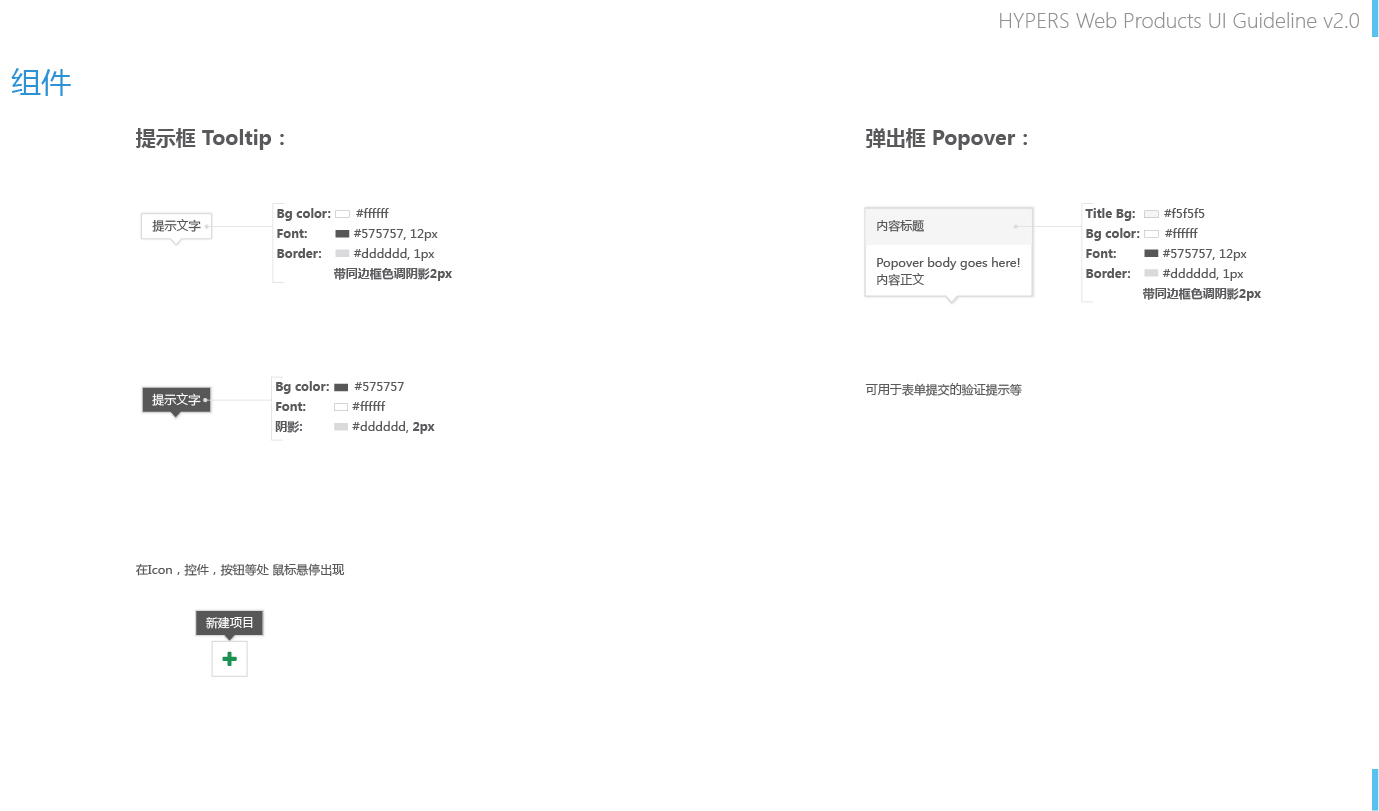 HYPERS Web Products UI Guideline v2.0
组件
提示框 Tooltip：
提示文字
Bg color: #ffffff
Font: #575757, 12px
Border: #dddddd, 1px
带同边框色调阴影2px
提示文字
Bg color: #575757
Font: #ffffff
阴影: #dddddd, 2px
在Icon，控件，按钮等处 鼠标悬停出现
新建项目
弹出框 Popover：
内容标题
Popover body goes here!
内容正文
Title Bg: #f5f5f5
Bg color: #ffffff
Font: #575757, 12px
Border: #dddddd, 1px
带同边框色调阴影2px
可用于表单提交的验证提示等